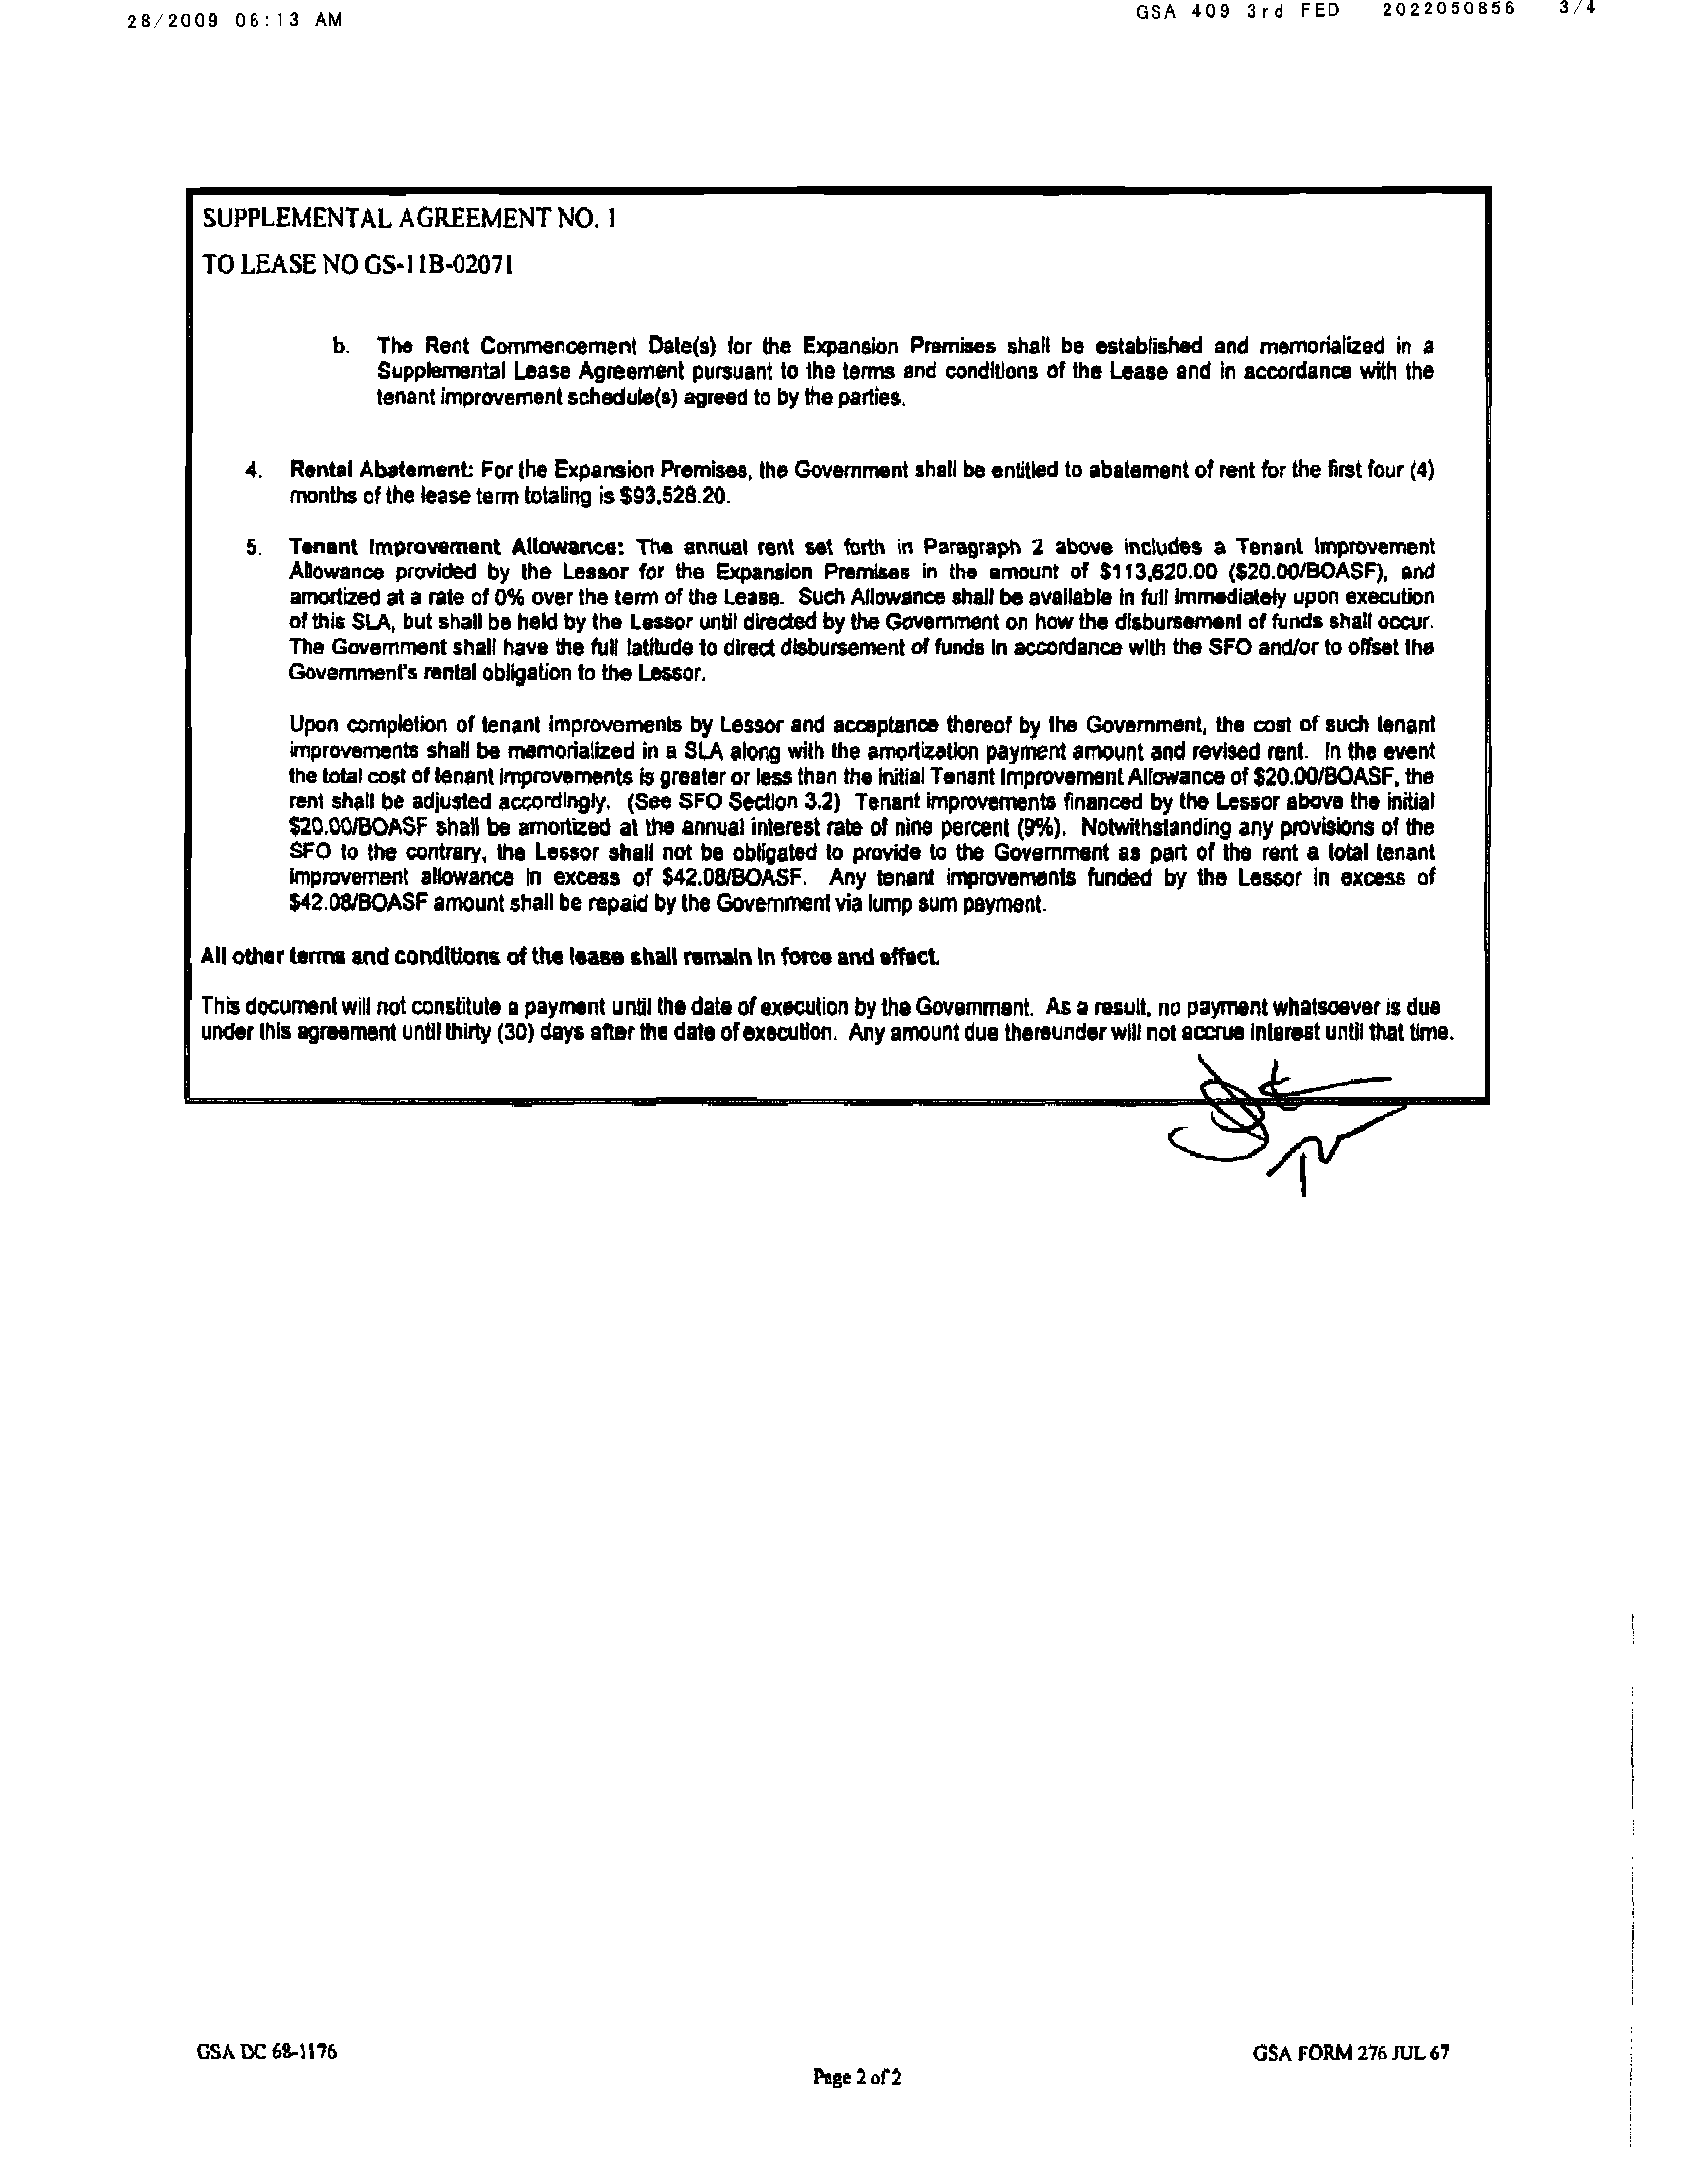 28/2009 06:13 AM
GSA 409 3rd FED 2022050856 3/4
SUPPLEMENTAL AGREEMENT NO. 1
TO LEASE NO GS-11B-02071
b. The Rent Commencement Date(s) for the Expansion Premises shall be established and memorialized in a
Supplemental Lease Agreement pursuant to the terms and conditions of the Lease and in accordance with the
tenant improvement schedule(s) agreed to by the parties.
4. Rental Abatement: For the Expansion Premises, the Government shall be entitled to abatement of rent for the first four (4)
months of the lease term totaling is $93,528.20.
5. Tenant Improvement Allowance: The annual rent set forth in Paragraph 2 above includes a Tenant Improvement
Allowance provided by the Lessor for the Expansion Premises in the amount of $113,620.00 ($20.00/BOASF), and
amortized at a rate of 0% over the term of the Lease. Such Allowance shall be available in full immediately upon execution
of this SLA, but shall be held by the Lessor until directed by the Government on how the disbursement of funds shall occur.
The Government shall have the full latitude to direct disbursement of funds in accordance with the SFO and/or to offset the
Government's rental obligation to the Lessor.
Upon completion of tenant improvements by Lessor and acceptance thereof by the Government, the cost of such tenant
improvements shall be memorialized in a SLA along with the amortization payment amount and revised rent. In the event
the total cost of tenant improvements is greater or less than the initial Tenant Improvement Allowance of $20.00/BOASF, the
rent shall be adjusted accordingly. (See SFO Section 3.2) Tenant improvements financed by the Lessor above the initial
$20.00/BOASF shall be amortized at the annual interest rate of nine percent (9%). Notwithstanding any provisions of the
SFO to the contrary, the Lessor shall not be obligated to provide to the Government as part of the rent a total tenant
improvement allowance in excess of $42.08/BOASF. Any tenant improvements funded by the Lessor in excess of
$42.08/BOASF amount shall be repaid by the Government via lump sum payment.
All other terms and conditions of the lease shall remain in force and effect.
This document will not constitute a payment until the date of execution by the Government. As a result, no payment whatsoever is due
under this agreement until thirty (30) days after the date of execution. Any amount due thereunder will not accrue interest until that time.
GSA DC 68-1176
GSA FORM 276 JUL 67
Page 2 of 2